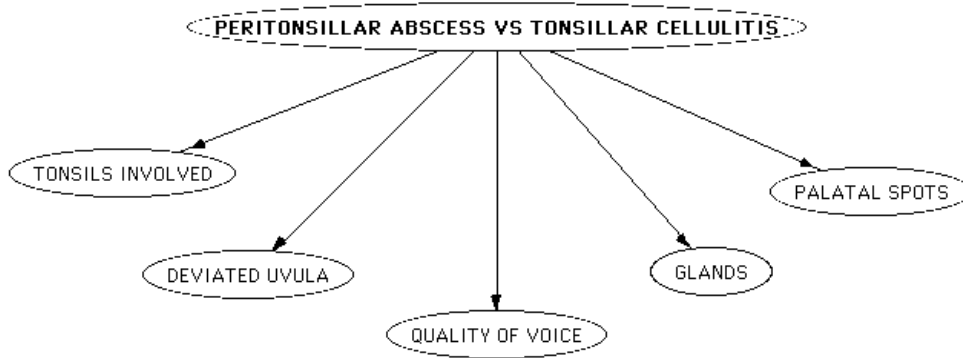 PERITONSILLAR ABSCESS VS TONSILLAR CELLULITIS
TONSILS INVOLVED
PALATAL SPOTS
DEVIATED UVULA
GLANDS
QUALITY OF VOICE